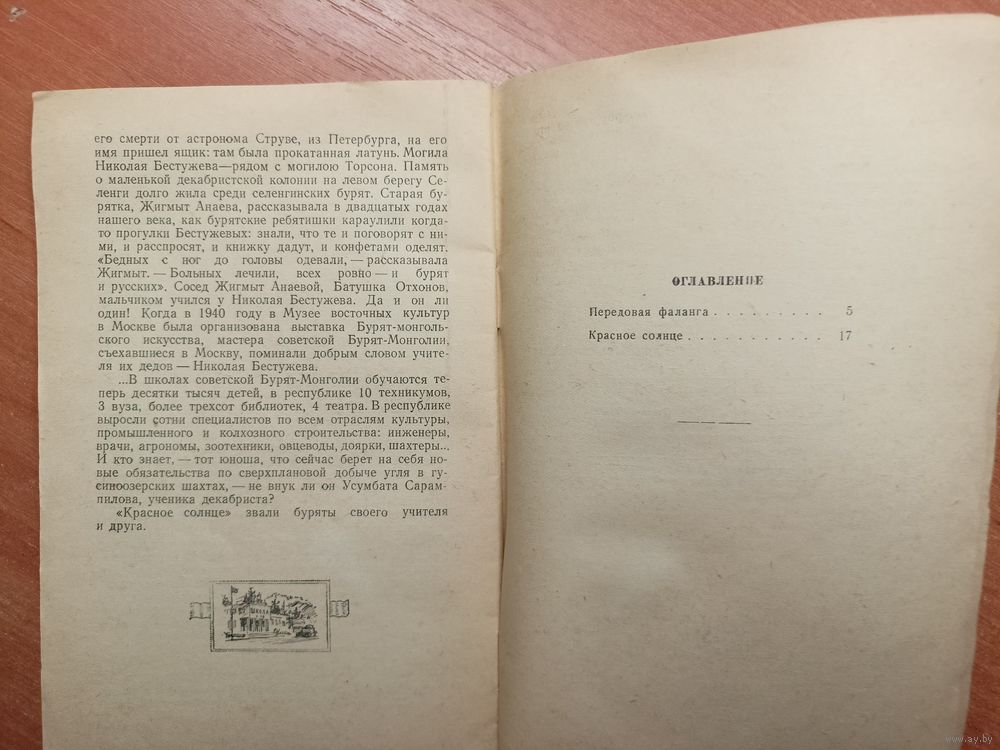 его смерти от астронома Струве, из Петербурга, на его
имя пришел ящик: там была прокатанная латунь. Могила
Николая Бестужева—рядом с могилою Торсона. Память
о маленькой декабристской колонии на левом берегу Се-
ленги долго жила среди селенгинских бурят. Старая бу-
рятка, Жигмыт Анаева, рассказывала в двадцатых годах
нашего века, как бурятские ребятишки караулили когда-
то прогулки Бестужевых: знали, что те и поговорят с ни-
ми, и расспросят, и книжку дадут, и конфетами оделят.
«Бедных с ног до головы одевали, — рассказывала
Жигмыт. — Больных лечили, всех ровно — и бурят
и русских». Сосед Жигмыт Анаевой, Батушка Отхонов,
мальчиком учился у Николая Бестужева. Да и он ли
один! Когда в 1940 году в Музее восточных культур
в Москве была организована выставка Бурят-монголь-
ского искусства, мастера советской Бурят-Монголии,
съехавшиеся в Москву, поминали добрым словом учите-
ля их дедов — Николая Бестужева.
...В школах советской Бурят-Монголии обучаются те-
перь десятки тысяч детей, в республике 10 техникумов,
3 вуза, более трехсот библиотек, 4 театра. В республике
выросли сотни специалистов по всем отраслям культуры,
промышленного и колхозного строительства: инженеры,
врачи, агрономы, зоотехники, овцеводы, доярки, шахтеры...
И кто знает, — тот юноша, что сейчас берет на себя но-
вые обязательства по сверхплановой добыче угля в гу-
синоозерских шахтах, — не внук ли он Усумбата Сарам-
пилова, ученика декабриста?
«Красное солнце» звали буряты своего учителя
и друга.
ШКОЛА
ОГЛАВЛЕНИЕ
Передовая фаланга . . . . . . . . . 5
Красное солнце . . . . . . . . . . . 17
www.ay.by